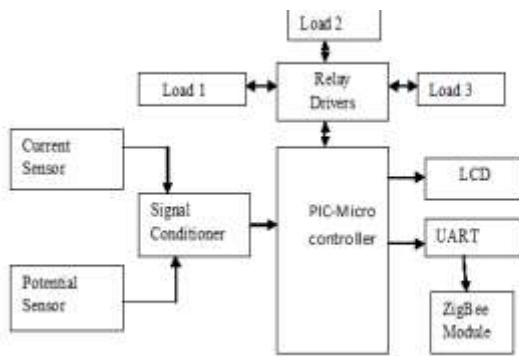 Load 2
Load 1
Relay
Drivers
Load 3
Current
Sensor
Signal
Conditioner
PIC-Micro
controller
LCD
UART
Potential
Sensor
ZigBee
Module